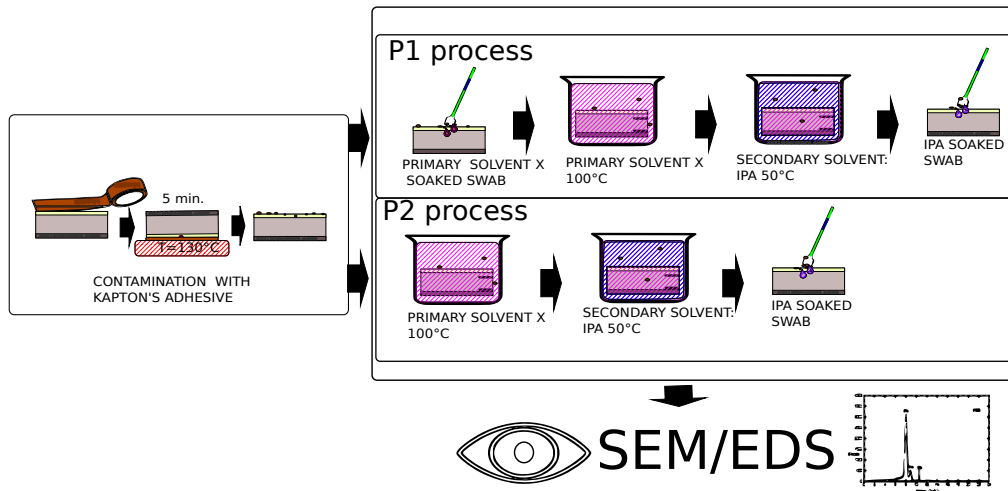 P1 process
PRIMARY SOLVENT X
SOAKED SWAB
PRIMARY SOLVENT X
100°C
SECONDARY SOLVENT:
IPA 50°C
IPA SOAKED
SWAB
5 min.
T=130°C
CONTAMINATION WITH
KAPTON'S ADHESIVE
P2 process
PRIMARY SOLVENT X
100°C
SECONDARY SOLVENT:
IPA 50°C
IPA SOAKED
SWAB
SEM/EDS